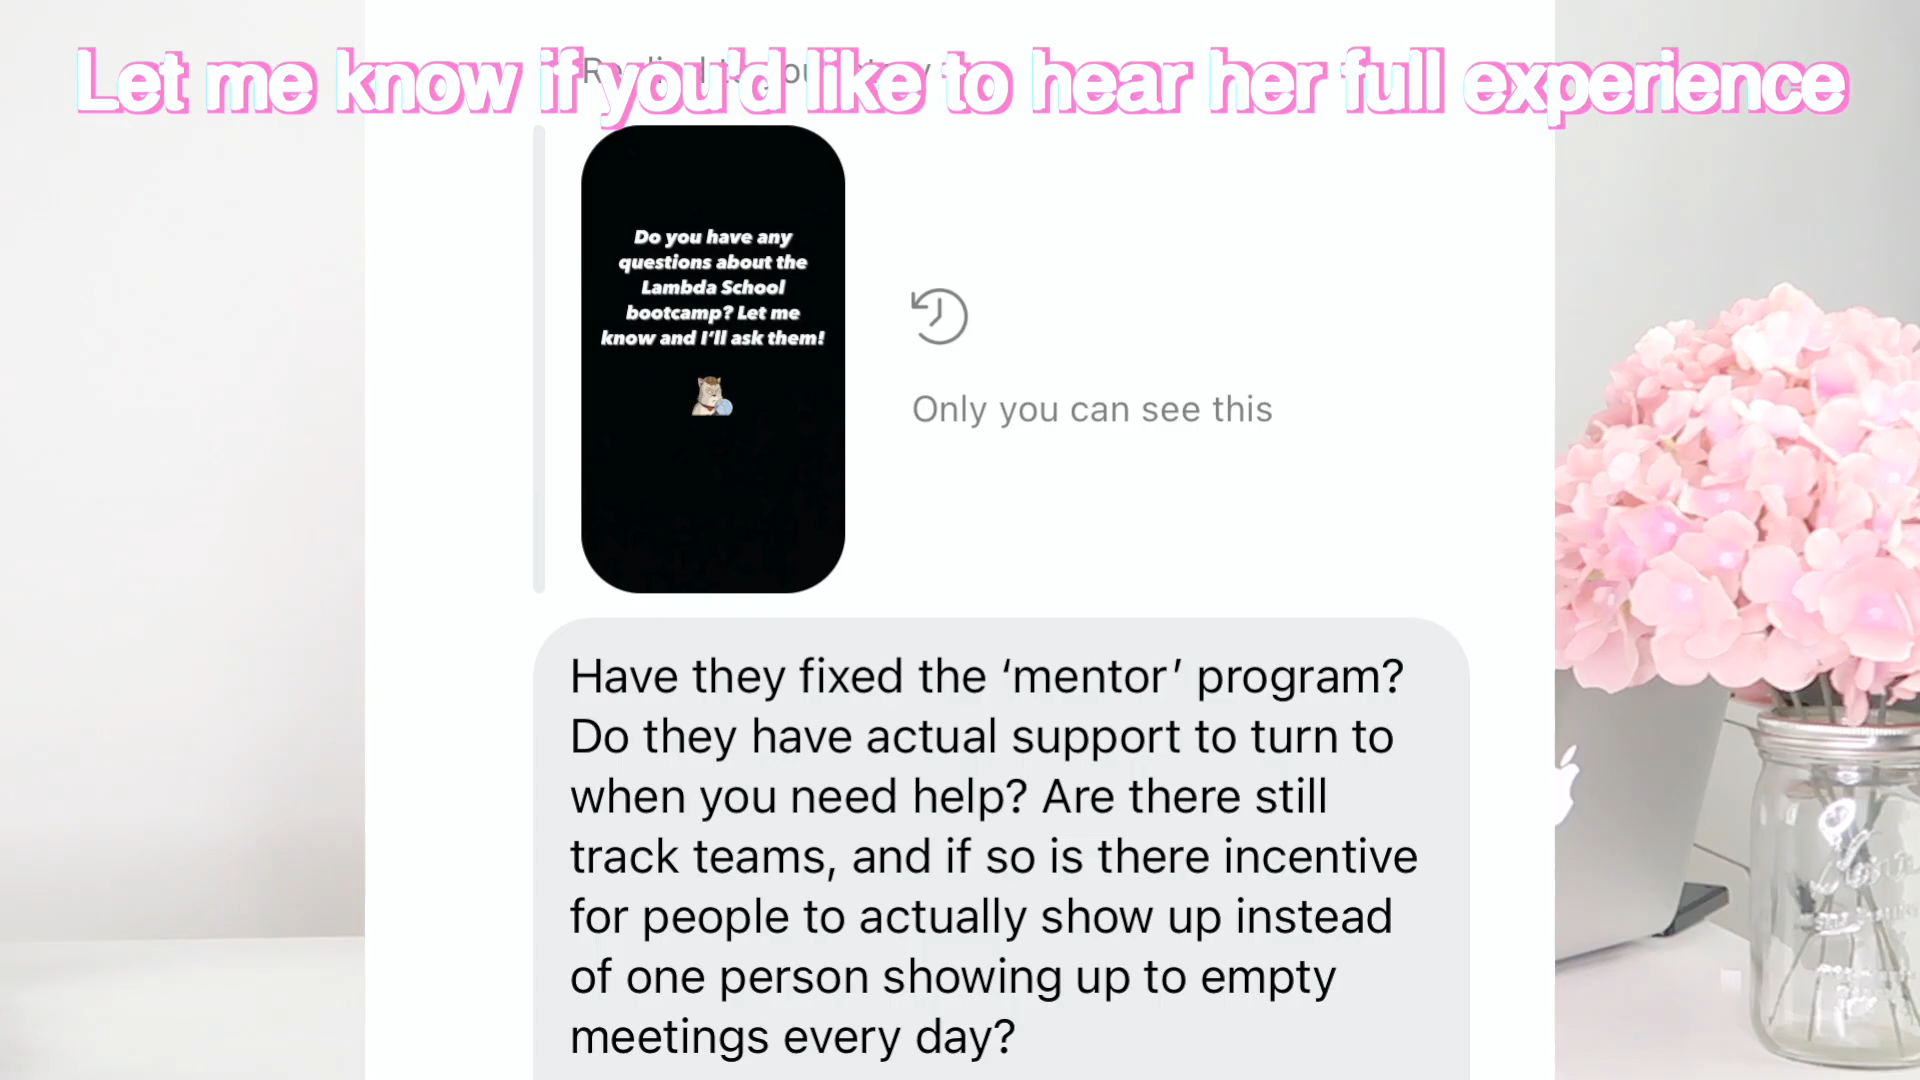 Let me know if you'd like to hear her full experience
Do you have any
questions about the
Lambda School
bootcamp? Let me
know and I'll ask them!
Only you can see this
Have they fixed the ‘mentor’ program?
Do they have actual support to turn to
when you need help? Are there still
track teams, and if so is there incentive
for people to actually show up instead
of one person showing up to empty
meetings every day?